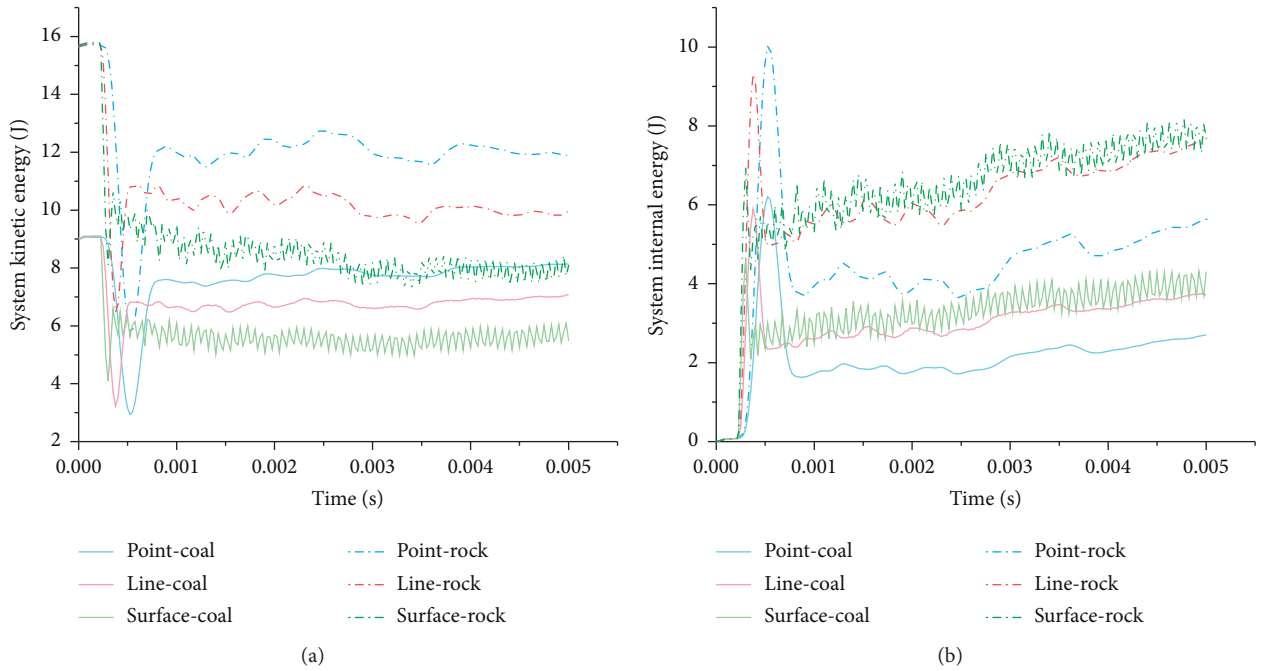 16
14
12
10
8
6
4
2
System kinetic energy (J)
0.000 0.001 0.002 0.003 0.004 0.005
Time (s)
Point-coal
Line-coal
Surface-coal
Point-rock
Line-rock
Surface-rock
(a)
10
8
6
4
2
0
System internal energy (J)
0.000 0.001 0.002 0.003 0.004 0.005
Time (s)
Point-coal
Line-coal
Surface-coal
Point-rock
Line-rock
Surface-rock
(b)